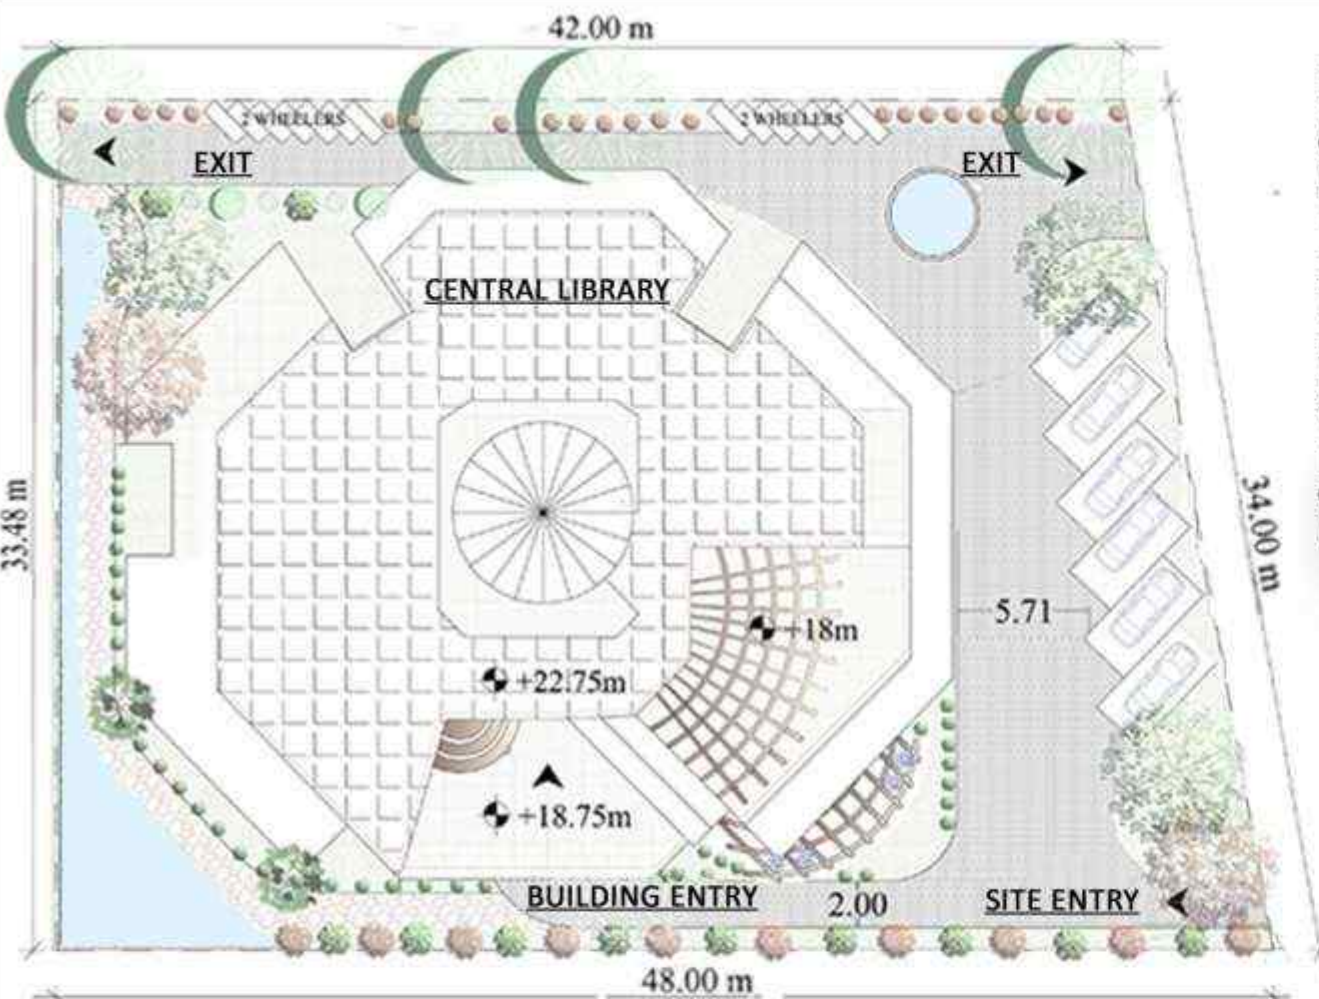 42.00 m
2 WHEELERS
2 WHEELERS
EXIT
EXIT
CENTRAL LIBRARY
33.48 m
34.00 m
5.71
+18m
+22.75m
+18.75m
BUILDING ENTRY
2.00
SITE ENTRY
48.00 m